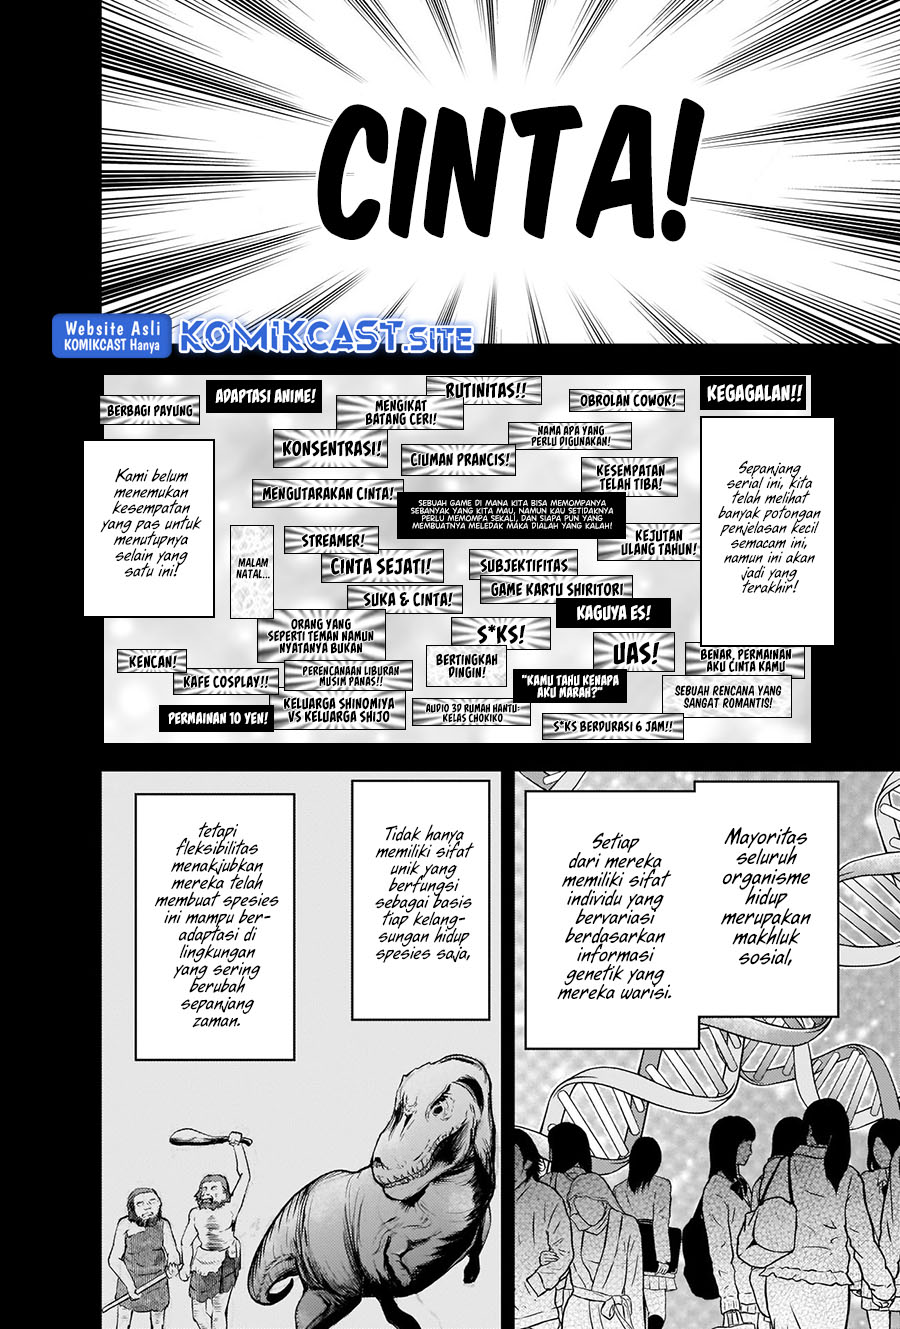 CINTA!
Website Asli
KOMIKCAST Hanya
KOMIKCAST.SITE
KEGAGALAN!!
RUTINITAS!!
ADAPTASI ANIME!
OBROLAN COWOK!
MENGIKAT
BATANG CERI!
BERBAGI PAYUNG
Sepanjang
serial ini, kita
telah melihat
banyak potongan
penjelasan kecil
semacam ini,
namun ini akan
jadi yang
terakhir!
NAMA APA YANG
PERLU DIGUNAKAN!
KONSENTRASI!
CIUMAN PRANCIS!
KESEMPATAN
TELAH TIBA!
MENGUTARAKAN CINTA!
SEBUAH GAME DI MANA KITA BISA MEMOMPANYA
SEBANYAK YANG KITA MAU, NAMUN KAU SETIDAKNYA
PERLU MEMOMPA SEKALI, DAN SIAPA PUN YANG
MEMBUATNYA MELEDAK MAKA DIALAH YANG KALAH!
KEJUTAN
ULANG TAHUN!
STREAMER!
CINTA SEJATI!
SUBJEKTIFITAS
MALAM
NATAL...
GAME KARTU SHIRITORI
SUKA & CINTA!
KAGUYA ES!
ORANG YANG
SEPERTI TEMAN NAMUN
NYATANYA BUKAN
S*KS!
UAS!
BENAR, PERMAINAN
AKU CINTA KAMU
KENCAN!
BERTINGKAH
DINGIN!
PERENCANAAN LIBURAN
MUSIM PANAS!!
KAFE COSPLAY!!
"KAMU TAHU KENAPA
AKU MARAH?"
SEBUAH RENCANA YANG
SANGAT ROMANTIS!
KELUARGA SHINOMIYA
VS KELUARGA SHIJO
AUDIO 3D RUMAH HANTU:
KELAS CHOKIKO
PERMAINAN 10 YEN!
S*KS BERDURASI 6 JAM!!
Kami belum
menemukan
kesempatan
yang pas untuk
menutupnya
selain yang
satu ini!
Mayoritas
seluruh
organisme
hidup
merupakan
makhluk
sosial,
Setiap
dari mereka
memiliki sifat
individu yang
bervariasi
berdasarkan
informasi
genetik yang
mereka warisi.
Tidak hanya
memiliki sifat
unik yang
berfungsi
sebagai basis
tiap kelang-
sungan hidup
spesies saja,
tetapi
fleksibilitas
menakjubkan
mereka telah
membuat spesies
ini mampu ber-
adaptasi di
lingkungan
yang sering
berubah
sepanjang
zaman.